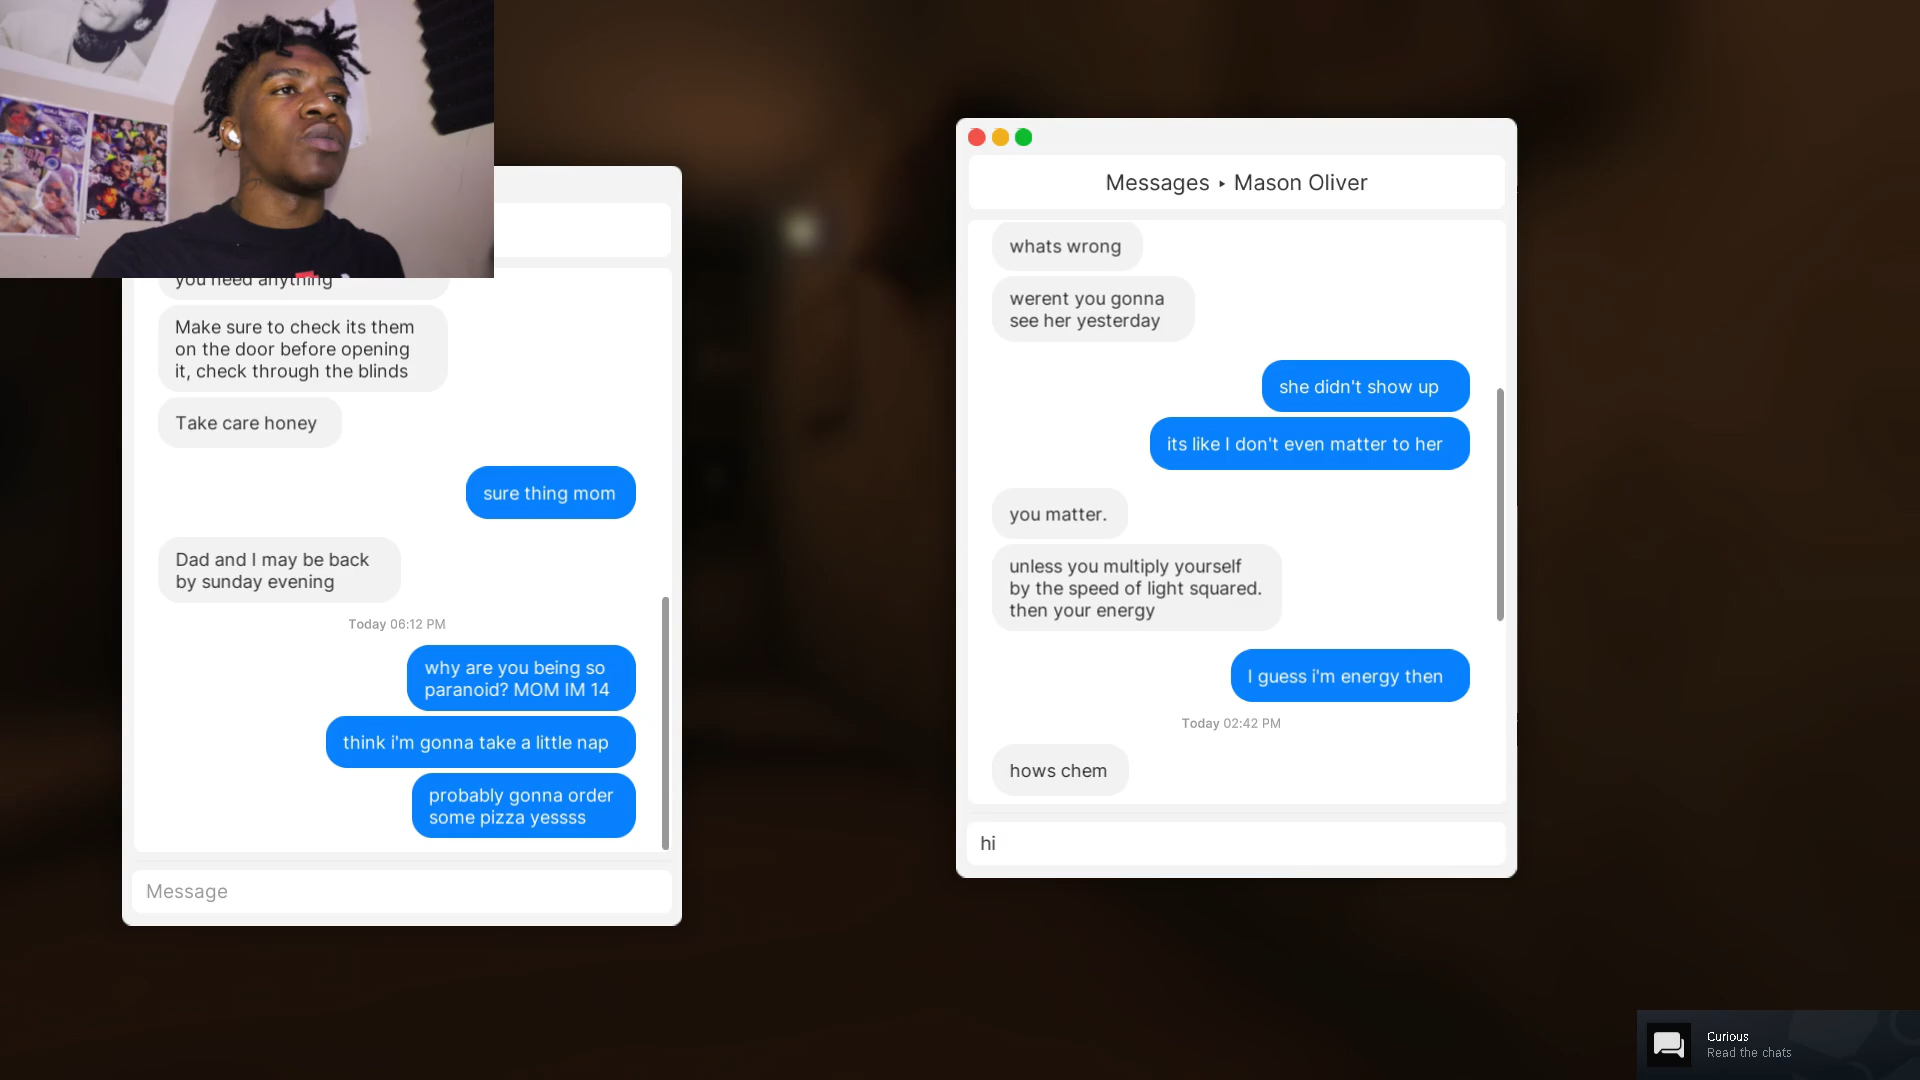 you need anything
Make sure to check its them
on the door before opening
it, check through the blinds
Take care honey
sure thing mom
Dad and I may be back
by sunday evening
Today 06:12 PM
why are you being so
paranoid? MOM IM 14
think i'm gonna take a little nap
probably gonna order
some pizza yessss
Message
Messages ‣ Mason Oliver
whats wrong
werent you gonna
see her yesterday
she didn't show up
its like I don't even matter to her
you matter.
unless you multiply yourself
by the speed of light squared.
then your energy
I guess i'm energy then
Today 02:42 PM
hows chem
hi
Curious
Read the chats